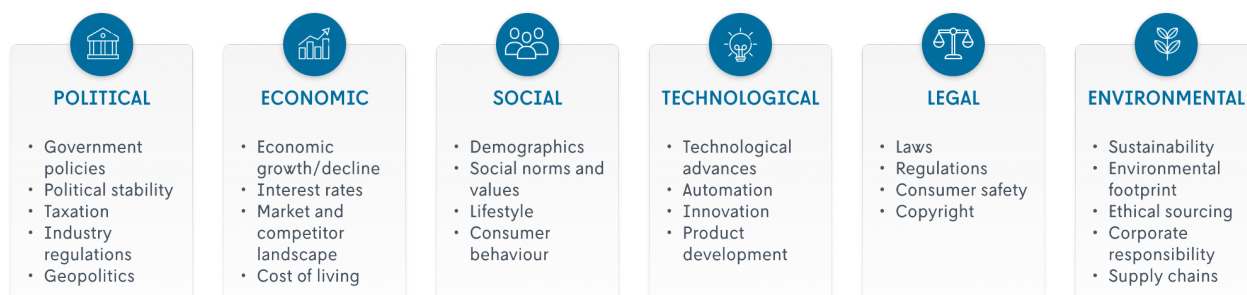 POLITICAL
• Government
policies
• Political stability
• Taxation
• Industry
regulations
• Geopolitics
ECONOMIC
• Economic
growth/decline
• Interest rates
• Market and
competitor
landscape
• Cost of living
SOCIAL
• Demographics
• Social norms and
values
• Lifestyle
• Consumer
behaviour
TECHNOLOGICAL
• Technological
advances
• Automation
• Innovation
• Product
development
LEGAL
• Laws
• Regulations
• Consumer safety
• Copyright
ENVIRONMENTAL
• Sustainability
• Environmental
footprint
• Ethical sourcing
• Corporate
responsibility
• Supply chains